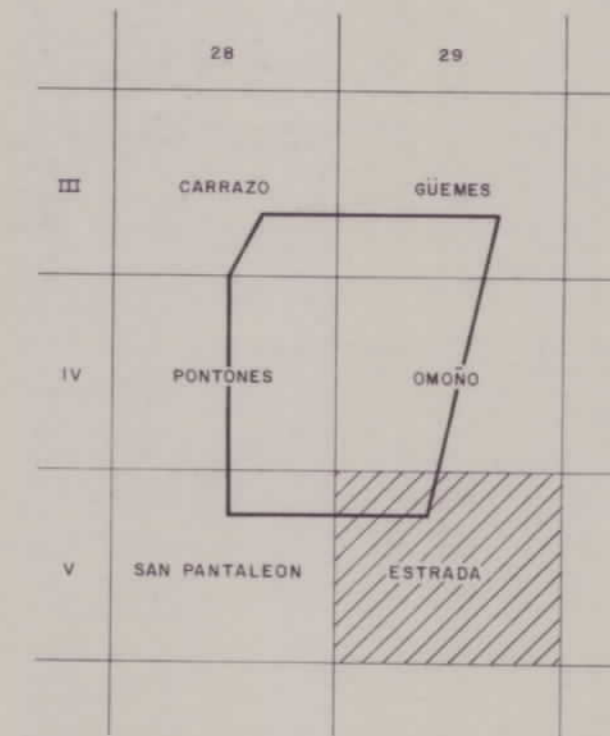 28 29
III CARRAZO GÜEMES
IV PONTONES OMOÑO
V SAN PANTALEON ESTRADA